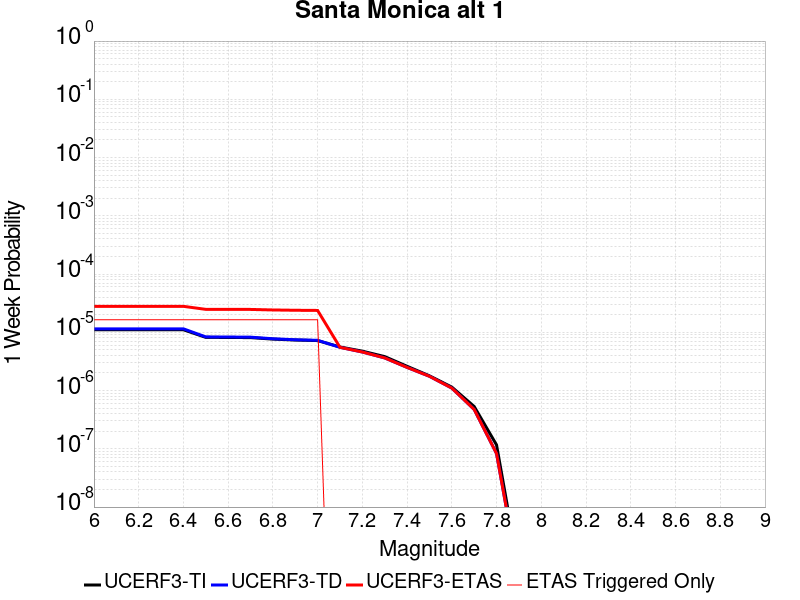 Santa Monica alt 1
10^0
10^-1
10^-2
10^-3
10^-4
10^-5
10^-6
10^-7
10^-8
1 Week Probability
6 6.2 6.4 6.6 6.8 7 7.2 7.4 7.6 7.8 8 8.2 8.4 8.6 8.8 9
Magnitude
UCERF3-TI UCERF3-TD UCERF3-ETAS ETAS Triggered Only